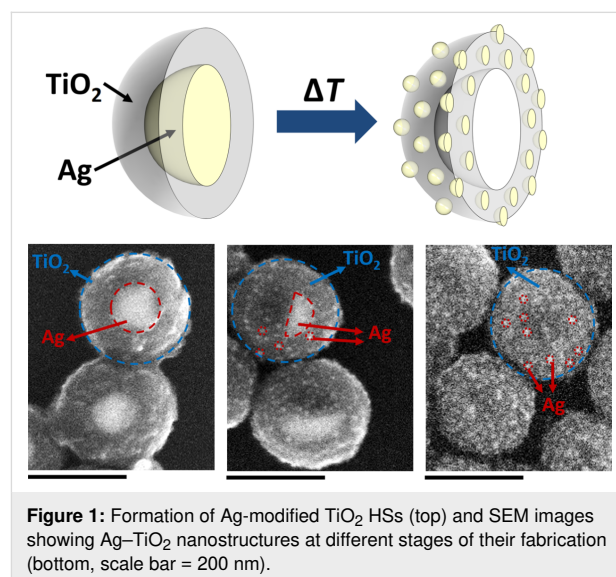 TiO₂
Ag
ΔT
TiO₂
Ag
TiO₂
Ag
TiO₂
Ag
Figure 1: Formation of Ag-modified TiO₂ HSs (top) and SEM images
showing Ag–TiO₂ nanostructures at different stages of their fabrication
(bottom, scale bar = 200 nm).